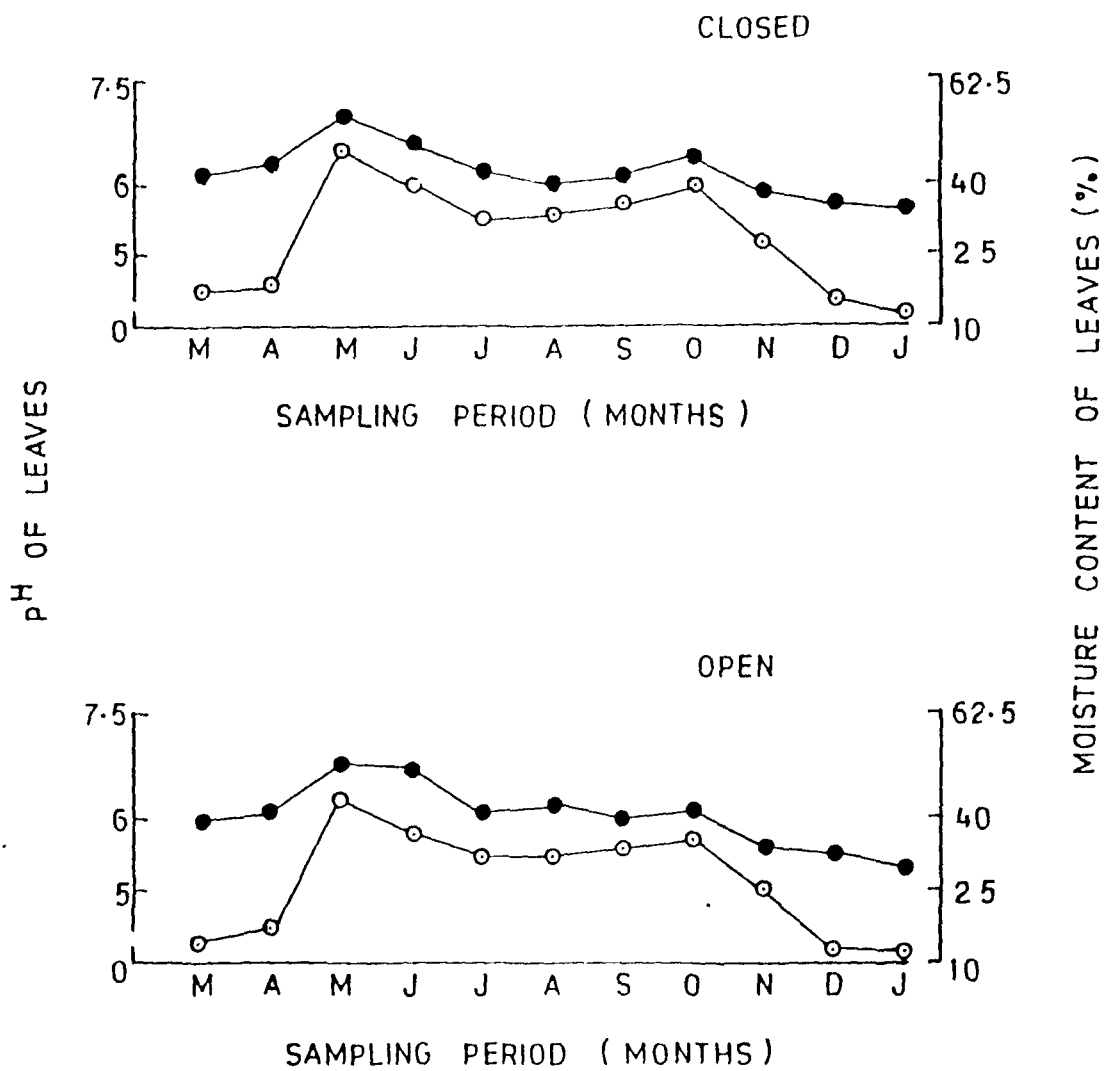 CLOSED
7.5 62.5
6 40
5 25
0 10
M A M J J A S O N D J
SAMPLING PERIOD (MONTHS)
pH OF LEAVES
MOISTURE CONTENT OF LEAVES (%)
OPEN
7.5 62.5
6 40
5 25
0 10
M A M J J A S O N D J
SAMPLING PERIOD (MONTHS)